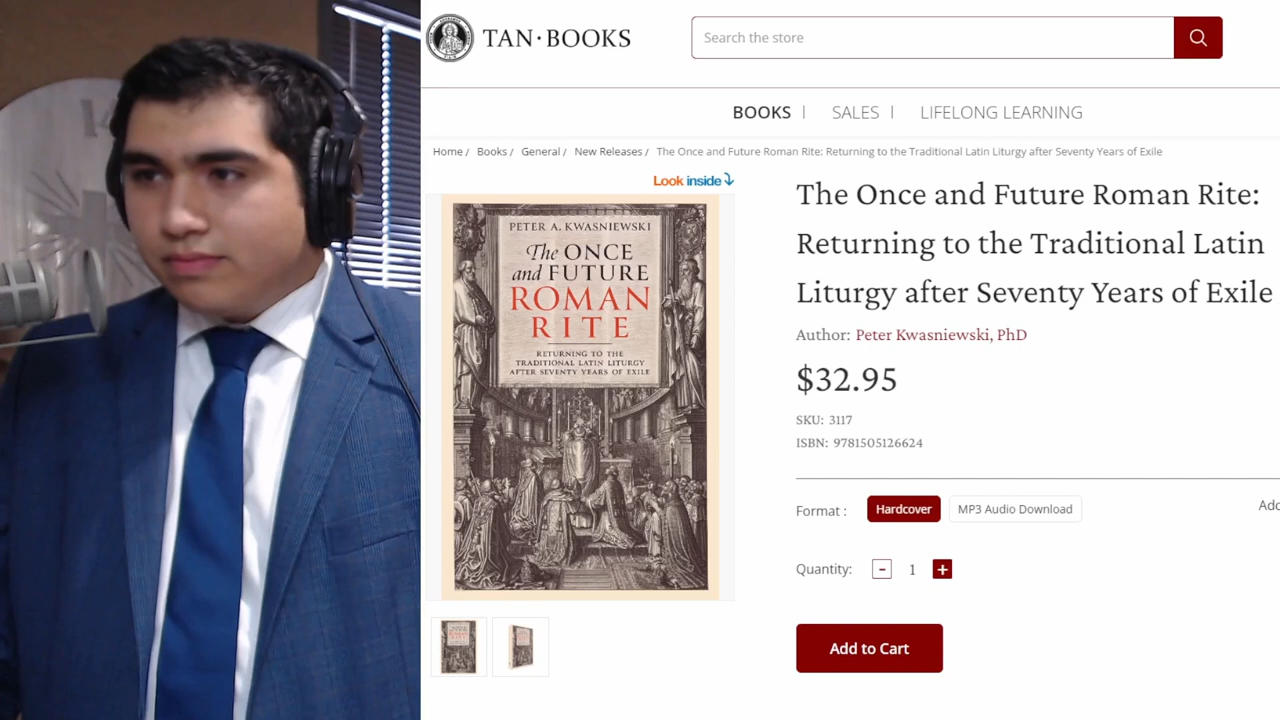 TAN·BOOKS
Search the store
BOOKS | SALES | LIFELONG LEARNING
Home / Books / General / New Releases / The Once and Future Roman Rite: Returning to the Traditional Latin Liturgy after Seventy Years of Exile
Look inside
PETER A. KWASNIEWSKI
The ONCE
and FUTURE
ROMAN
RITE
RETURNING TO THE
TRADITIONAL LATIN LITURGY
AFTER SEVENTY YEARS OF EXILE
The Once and Future Roman Rite:
Returning to the Traditional Latin
Liturgy after Seventy Years of Exile
Author: Peter Kwasniewski, PhD
$32.95
SKU: 3117
ISBN: 9781505126624
Format : Hardcover MP3 Audio Download
Quantity: - 1 +
Add to Cart